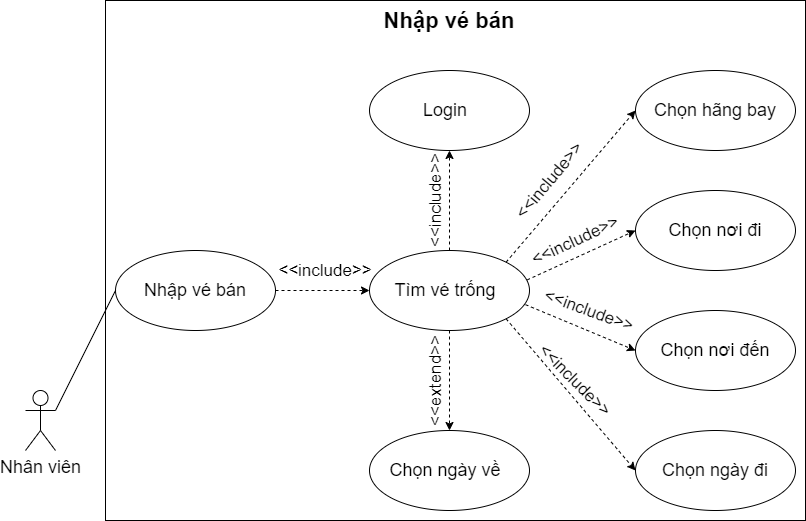 Nhập vé bán
Login
Chọn hãng bay
<<include>>
<<include>>
Chọn nơi đi
<<include>>
<<include>>
Nhập vé bán
Tìm vé trống
<<include>>
Chọn nơi đến
<<extend>>
<<include>>
Nhân viên
Chọn ngày về
Chọn ngày đi